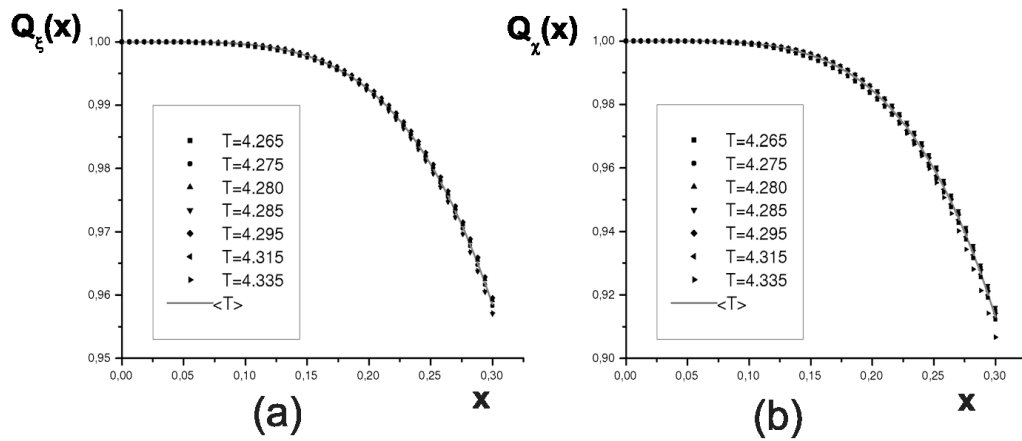 Q_ξ(x)
1,00
0,99
0,98
0,97
0,96
0,95
T=4.265
T=4.275
T=4.280
T=4.285
T=4.295
T=4.315
T=4.335
<T>
0,00 0,05 0,10 0,15 0,20 0,25 0,30
x
(a)
Q_χ(x)
1,00
0,98
0,96
0,94
0,92
0,90
T=4.265
T=4.275
T=4.280
T=4.285
T=4.295
T=4.315
T=4.335
<T>
0,00 0,05 0,10 0,15 0,20 0,25 0,30
x
(b)